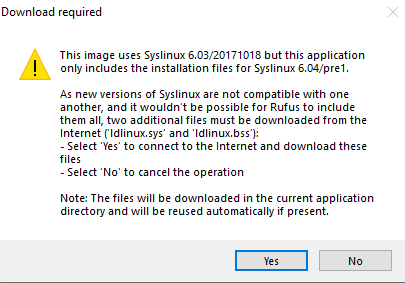 Download required
This image uses Syslinux 6.03/20171018 but this application
only includes the installation files for Syslinux 6.04/pre1.
As new versions of Syslinux are not compatible with one
another, and it wouldn't be possible for Rufus to include
them all, two additional files must be downloaded from the
Internet ('ldlinux.sys' and 'ldlinux.bss'):
- Select 'Yes' to connect to the Internet and download these
files
- Select 'No' to cancel the operation
Note: The files will be downloaded in the current application
directory and will be reused automatically if present.
Yes
No